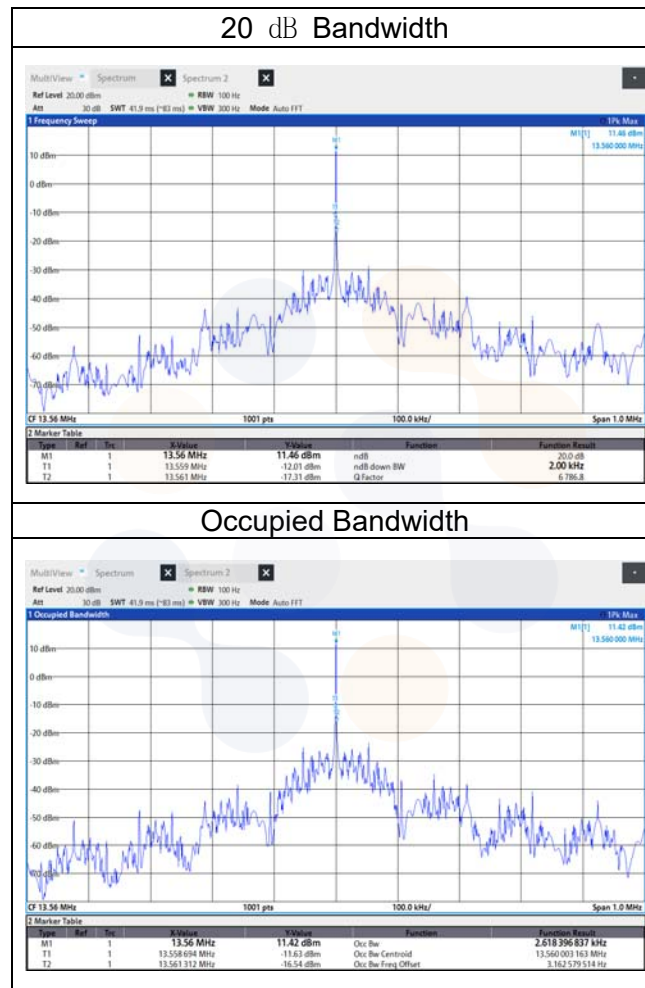 20 dB Bandwidth
MultiView Spectrum X Spectrum 2 X
Ref Level 20.00 dBm RBW 100 Hz
Att 30 dB SWT 41.9 ms (~83 ms) VBW 300 Hz Mode Auto FFT
1 Frequency Sweep 1Pk Max
M1[1] 11.46 dBm
13.560 000 MHz
M1
10 dBm
0 dBm
-10 dBm
-20 dBm
-30 dBm
-40 dBm
-50 dBm
-60 dBm
-70 dBm
CF 13.56 MHz 1001 pts 100.0 kHz/ Span 1.0 MHz
2 Marker Table
Type Ref Trc X-Value Y-Value Function Function Result
M1 1 13.56 MHz 11.46 dBm ndB 20.0 dB
T1 1 13.559 MHz -12.01 dBm ndB down BW 2.00 kHz
T2 1 13.561 MHz -17.31 dBm Q Factor 6 786.8
Occupied Bandwidth
MultiView Spectrum X Spectrum 2 X
Ref Level 20.00 dBm RBW 100 Hz
Att 30 dB SWT 41.9 ms (~83 ms) VBW 300 Hz Mode Auto FFT
1 Occupied Bandwidth 1Pk Max
M1[1] 11.42 dBm
13.560 000 MHz
M1
10 dBm
0 dBm
-10 dBm
-20 dBm
-30 dBm
-40 dBm
-50 dBm
-60 dBm
-70 dBm
CF 13.56 MHz 1001 pts 100.0 kHz/ Span 1.0 MHz
2 Marker Table
Type Ref Trc X-Value Y-Value Function Function Result
M1 1 13.56 MHz 11.42 dBm Occ Bw 2.618 396 837 kHz
T1 1 13.558 694 MHz -11.63 dBm Occ Bw Centroid 13.560 003 163 MHz
T2 1 13.561 312 MHz -16.54 dBm Occ Bw Freq Offset 3.162 579 514 Hz